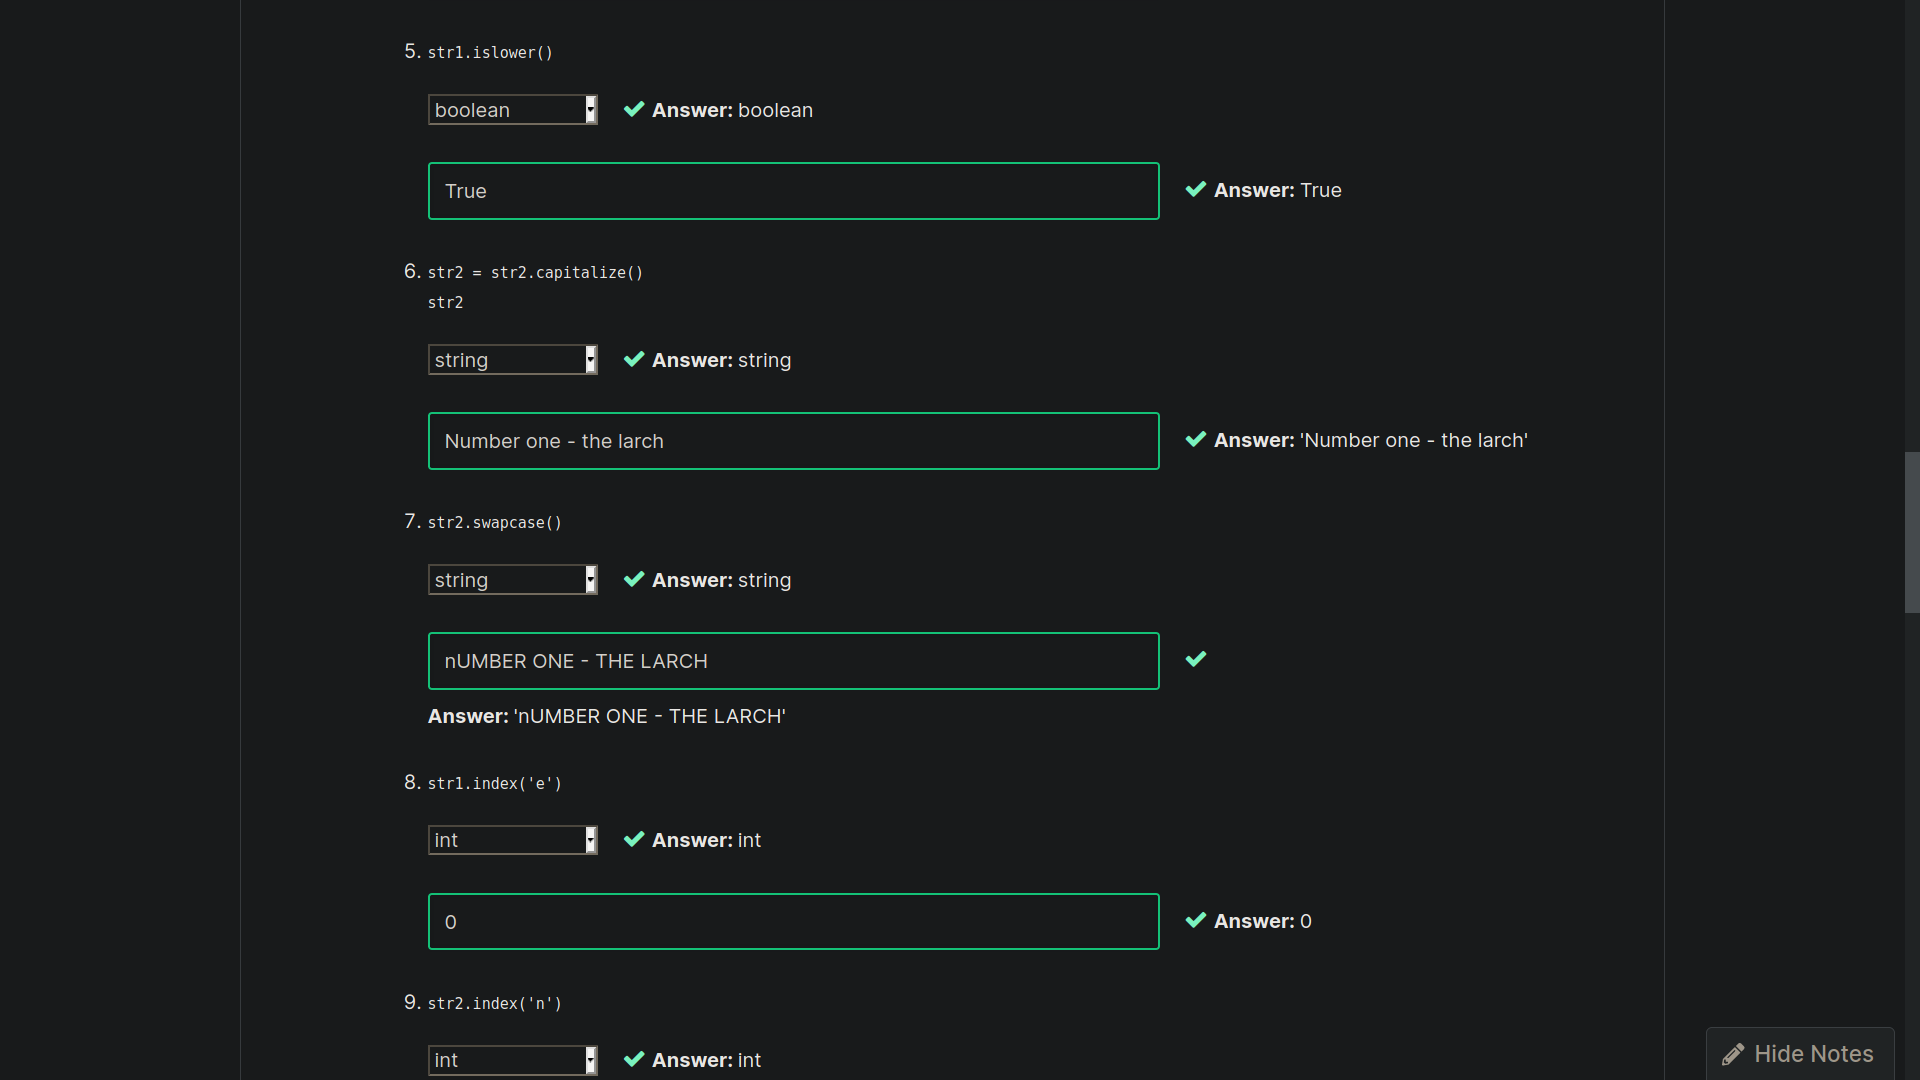 5. str1.islower()
boolean Answer: boolean
True Answer: True
6. str2 = str2.capitalize()
str2
string Answer: string
Number one - the larch Answer: 'Number one - the larch'
7. str2.swapcase()
string Answer: string
nUMBER ONE - THE LARCH
Answer: 'nUMBER ONE - THE LARCH'
8. str1.index('e')
int Answer: int
0 Answer: 0
9. str2.index('n')
int Answer: int
Hide Notes